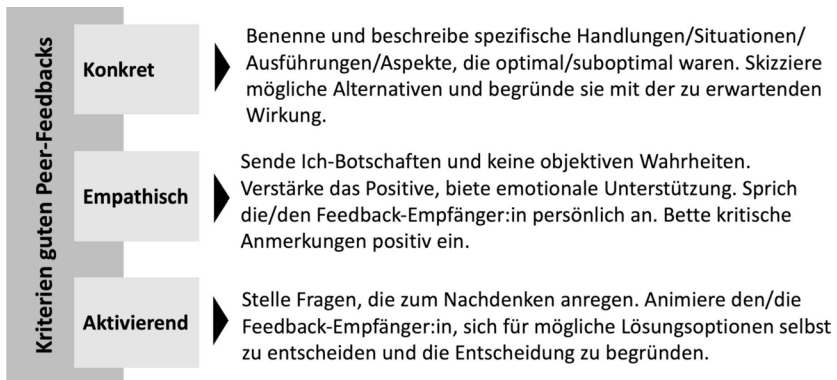 Kriterien guten Peer-Feedbacks
Konkret
Benenne und beschreibe spezifische Handlungen/Situationen/
Ausführungen/Aspekte, die optimal/suboptimal waren. Skizziere
mögliche Alternativen und begründe sie mit der zu erwartenden
Wirkung.
Empathisch
Sende Ich-Botschaften und keine objektiven Wahrheiten.
Verstärke das Positive, biete emotionale Unterstützung. Sprich
die/den Feedback-Empfänger:in persönlich an. Bette kritische
Anmerkungen positiv ein.
Aktivierend
Stelle Fragen, die zum Nachdenken anregen. Animiere den/die
Feedback-Empfänger:in, sich für mögliche Lösungsoptionen selbst
zu entscheiden und die Entscheidung zu begründen.